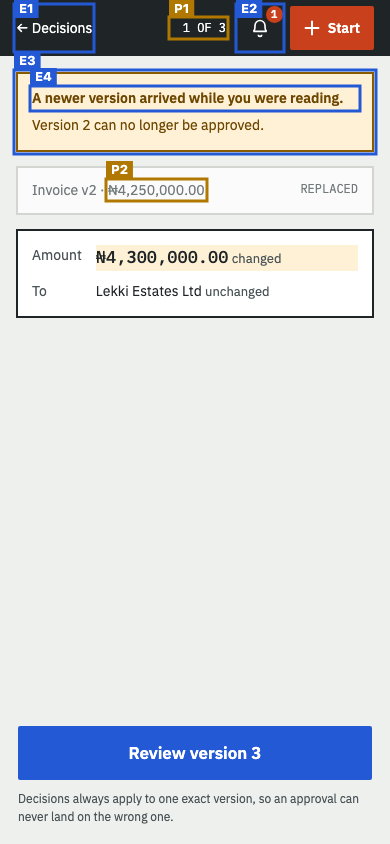 E1
P1
E2
← Decisions
1 OF 3
1
+ Start
E3
E4
A newer version arrived while you were reading.
Version 2 can no longer be approved.
P2
Invoice v2 · ₦4,250,000.00
REPLACED
Amount ₦4,300,000.00 changed
To Lekki Estates Ltd unchanged
Review version 3
Decisions always apply to one exact version, so an approval can
never land on the wrong one.